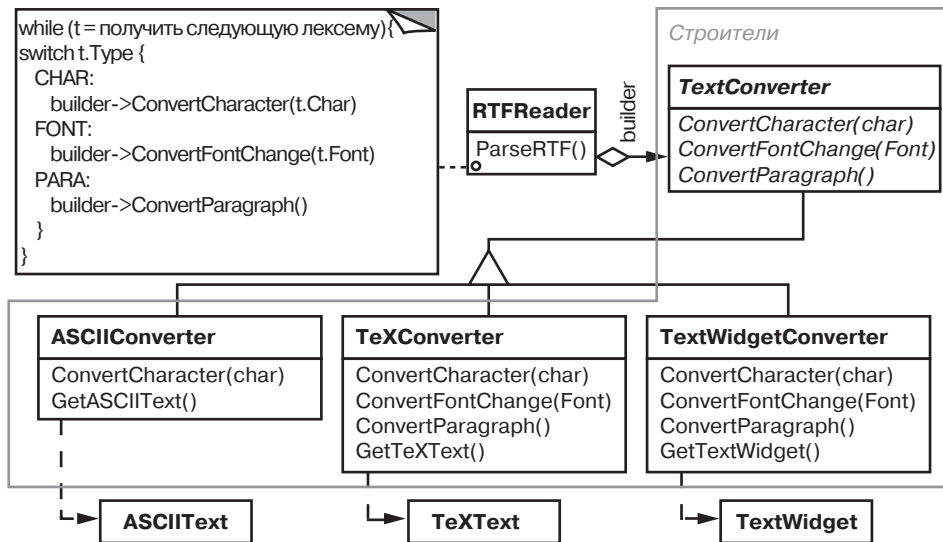 while (t = получить следующую лексему){
switch t.Type {
CHAR:
builder->ConvertCharacter(t.Char)
FONT:
builder->ConvertFontChange(t.Font)
PARA:
builder->ConvertParagraph()
}
}
RTFReader
ParseRTF()
builder
Строители
TextConverter
ConvertCharacter(char)
ConvertFontChange(Font)
ConvertParagraph()
ASCIIConverter
ConvertCharacter(char)
GetASCIIText()
TeXConverter
ConvertCharacter(char)
ConvertFontChange(Font)
ConvertParagraph()
GetTeXText()
TextWidgetConverter
ConvertCharacter(char)
ConvertFontChange(Font)
ConvertParagraph()
GetTextWidget()
ASCIIText
TeXText
TextWidget